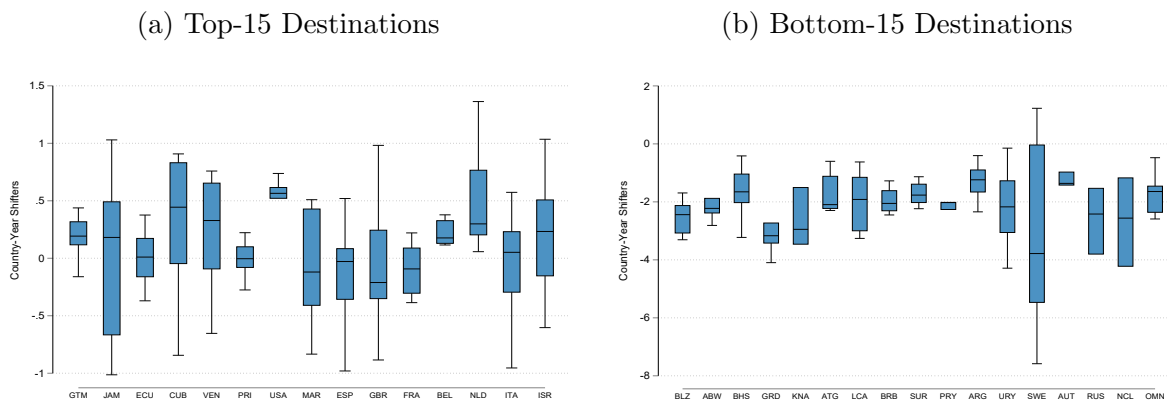 (a) Top-15 Destinations
(b) Bottom-15 Destinations
Country-Year Shifters
1.5
1
.5
0
-.5
-1
GTM JAM ECU CUB VEN PRI USA MAR ESP GBR FRA BEL NLD ITA ISR
Country-Year Shifters
2
0
-2
-4
-6
-8
BLZ ABW BHS GRD KNA ATG LCA BRB SUR PRY ARG URY SWE AUT RUS NCL OMN